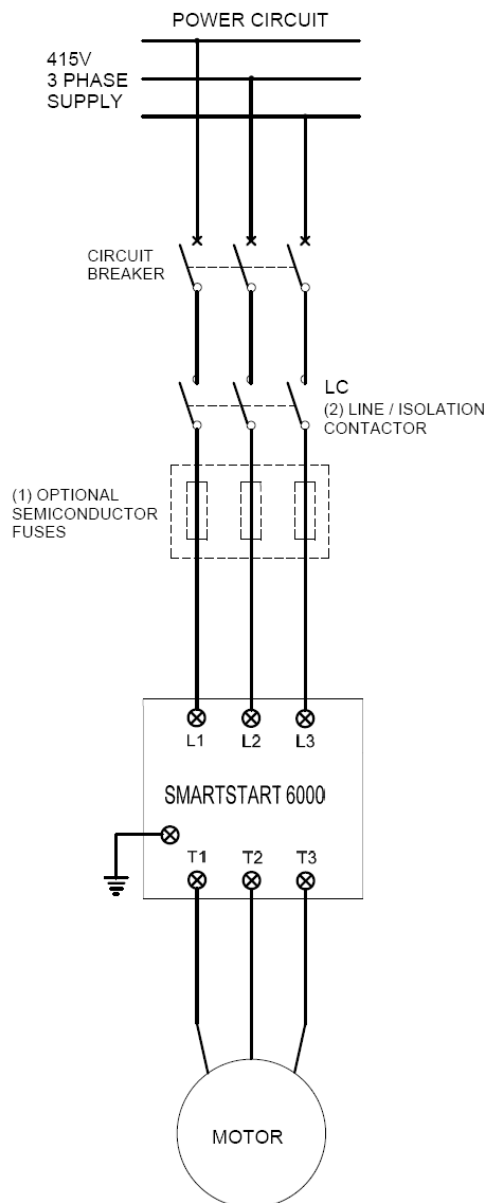 POWER CIRCUIT
415V
3 PHASE
SUPPLY
CIRCUIT
BREAKER
LC
(2) LINE / ISOLATION
CONTACTOR
(1) OPTIONAL
SEMICONDUCTOR
FUSES
L1 L2 L3
SMARTSTART 6000
T1 T2 T3
MOTOR